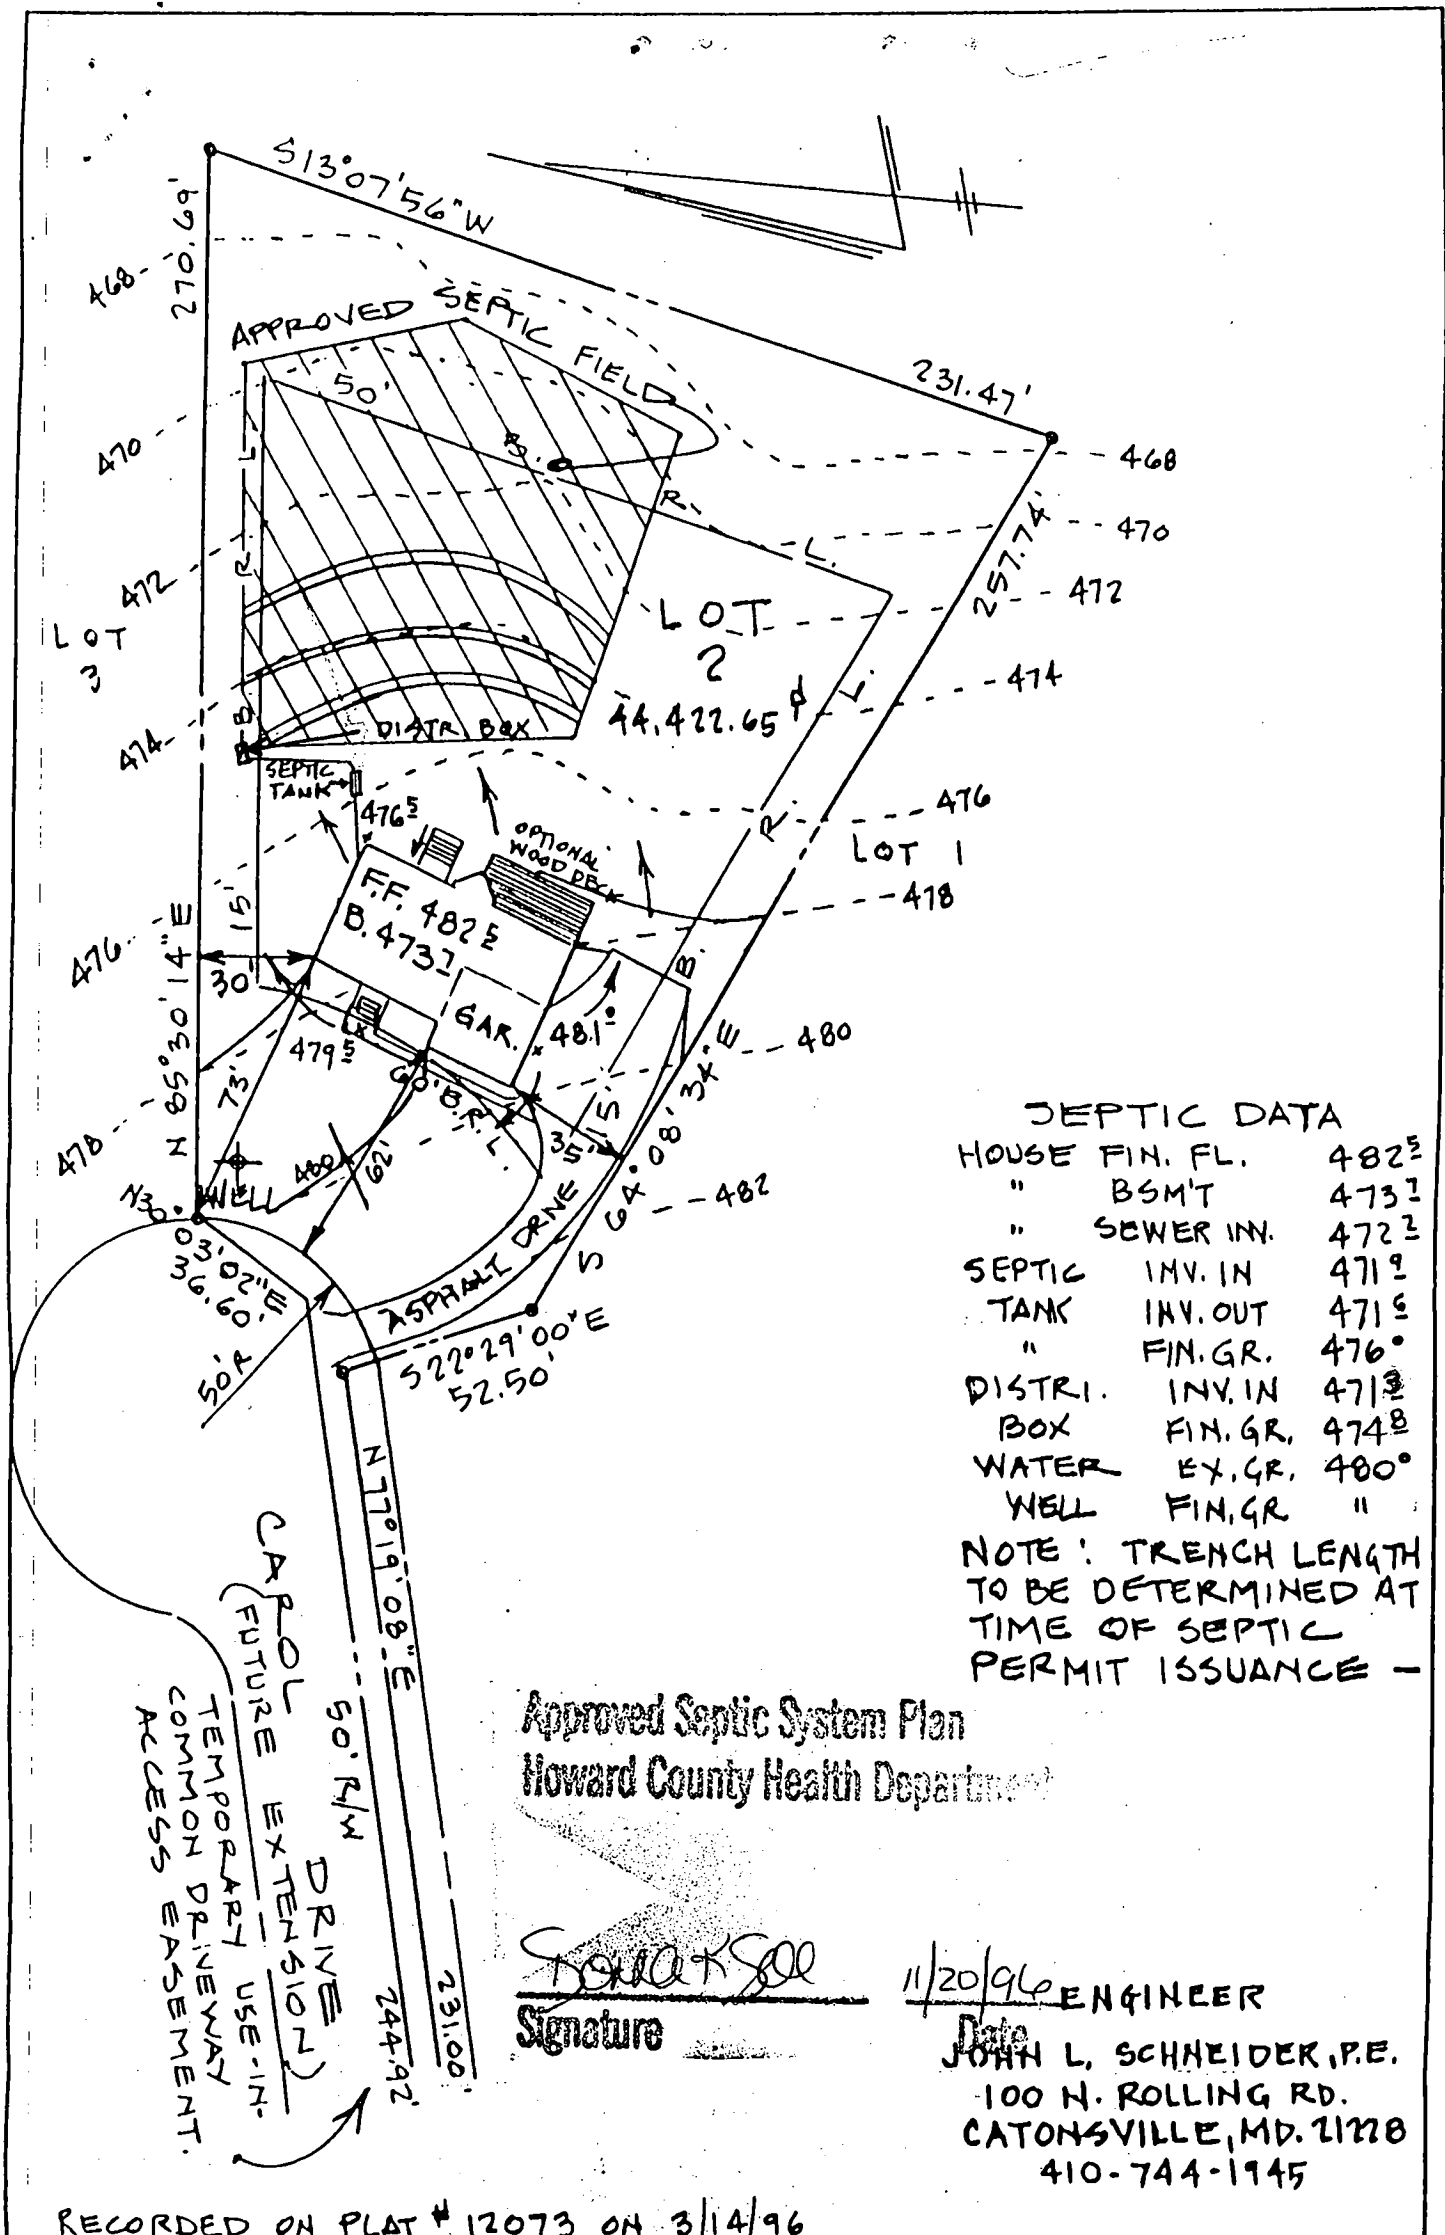 S13°07'56"W
231.47'
270.69'
468
APPROVED SEPTIC FIELD
50'
B.
R.
L.
470
468
470
472
472
474
474
257.74'
LOT
3
LOT
2
44,422.65
L
R
B
DISTR. BOX
SEPTIC
TANK
476⁵
476
LOT 1
L.
R.
B.
OPTIONAL
WOOD DECK
478
F.F. 482⁵
B. 473⁷
GAR.
15'
30'
476
N 85°30'14"E
479⁵
481⁰
480
73'
60' B.R.L.
35'
15'
S 64°08'34"E
478
480
62'
482
WELL
N30°
03'02"E
36.60'
50'R
ASPHALT DRIVE
S22°29'00"E
52.50'
N77°19'08"E
50' R/W
231.00'
244.92'
CAROL DRIVE
(FUTURE EXTENSION)
TEMPORARY USE-IN-
COMMON DRIVEWAY
ACCESS EASEMENT.
SEPTIC DATA
HOUSE FIN. FL. 482⁵
" BSM'T 473⁷
" SEWER INV. 472²
SEPTIC INV. IN 471⁹
TANK INV. OUT 471⁶
" FIN. GR. 476⁰
DISTRI. INV. IN 471³
BOX FIN. GR. 474⁸
WATER EX. GR. 480⁰
WELL FIN. GR "
NOTE: TRENCH LENGTH
TO BE DETERMINED AT
TIME OF SEPTIC
PERMIT ISSUANCE –
Approved Septic System Plan
Howard County Health Department
11/20/96
Signature
Date
ENGINEER
JOHN L. SCHNEIDER, P.E.
100 N. ROLLING RD.
CATONSVILLE, MD. 21228
410-744-1945
RECORDED ON PLAT # 12073 ON 3/14/96